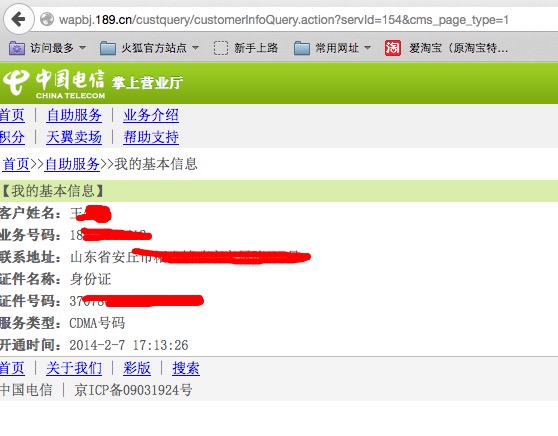 wapbj.189.cn/custquery/customerInfoQuery.action?servId=154&cms_page_type=1
访问最多 火狐官方站点 新手上路 常用网址 淘 爱淘宝（原淘宝特...
中国电信 掌上营业厅
CHINA TELECOM
首页 | 自助服务 | 业务介绍
积分 | 天翼卖场 | 帮助支持
首页>>自助服务>>我的基本信息
【我的基本信息】
客户姓名: 王
业务号码: 18
联系地址: 山东省安丘市
证件名称: 身份证
证件号码: 37078
服务类型: CDMA号码
开通时间: 2014-2-7 17:13:26
首页 | 关于我们 | 彩版 | 搜索
中国电信 | 京ICP备09031924号